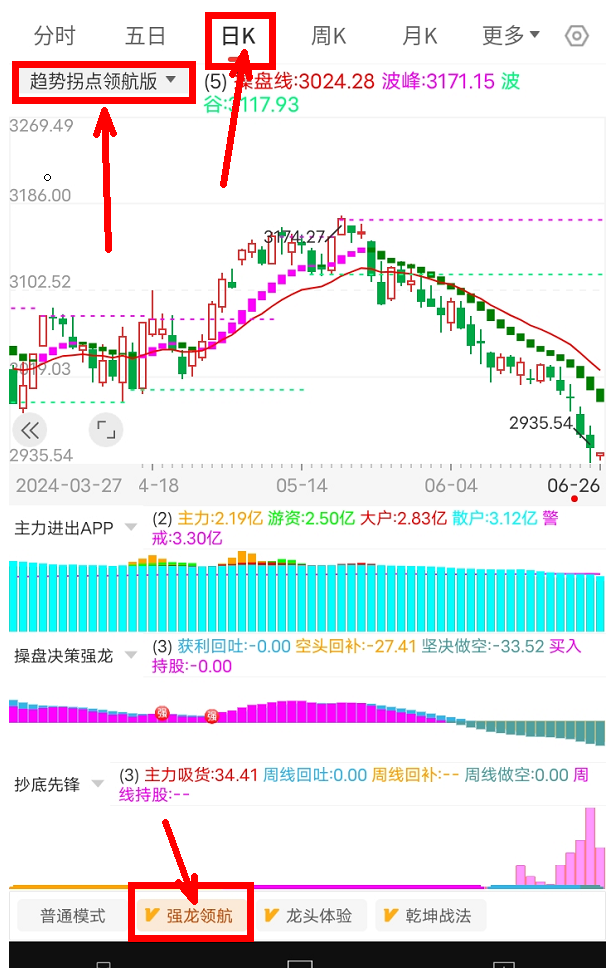 分时 五日 日K 周K 月K 更多
趋势拐点领航版 (5) 操盘线:3024.28 波峰:3171.15 波
谷:3117.93
3269.49
3186.00
3174.27
3102.52
3019.03
2935.54
2935.54
2024-03-27 4-18 05-14 06-04 06-26
主力进出APP (2) 主力:2.19亿 游资:2.50亿 大户:2.83亿 散户:3.12亿 警
戒:3.30亿
操盘决策强龙 (3) 获利回吐:-0.00 空头回补:-27.41 坚决做空:-33.52 买入
持股:-0.00
强 强
抄底先锋 (3) 主力吸货:34.41 周线回吐:0.00 周线回补:-- 周线做空:0.00 周
线持股:--
普通模式 强龙领航 龙头体验 乾坤战法